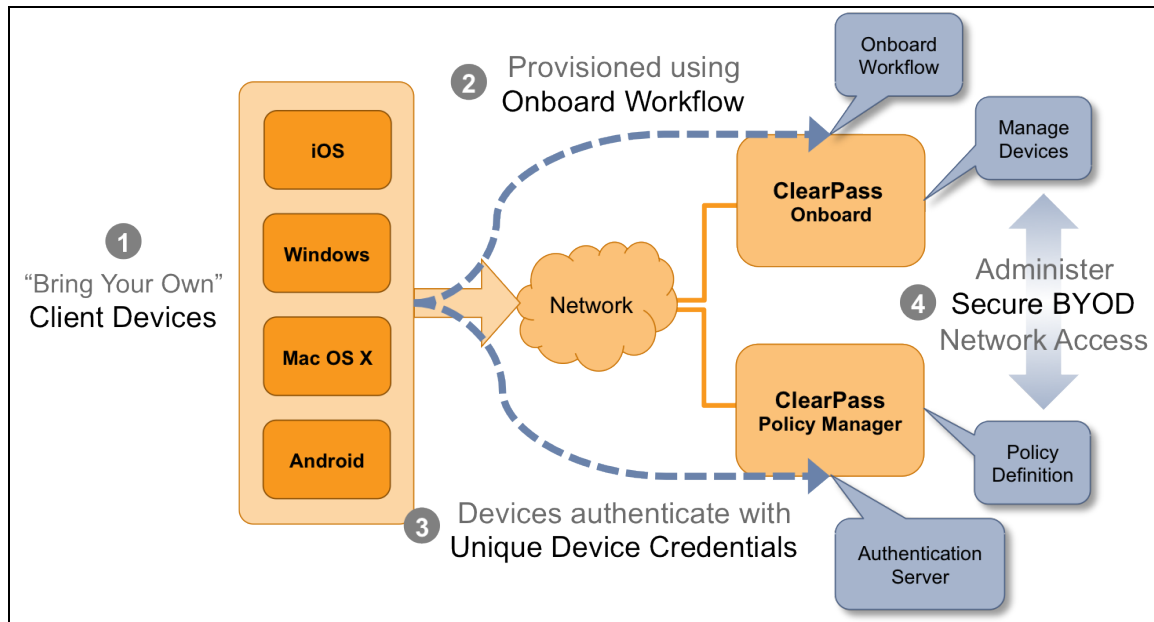 1
“Bring Your Own”
Client Devices
iOS
Windows
Mac OS X
Android
2
Provisioned using
Onboard Workflow
Network
3
Devices authenticate with
Unique Device Credentials
Onboard
Workflow
ClearPass
Onboard
Manage
Devices
4
Administer
Secure BYOD
Network Access
ClearPass
Policy Manager
Policy
Definition
Authentication
Server